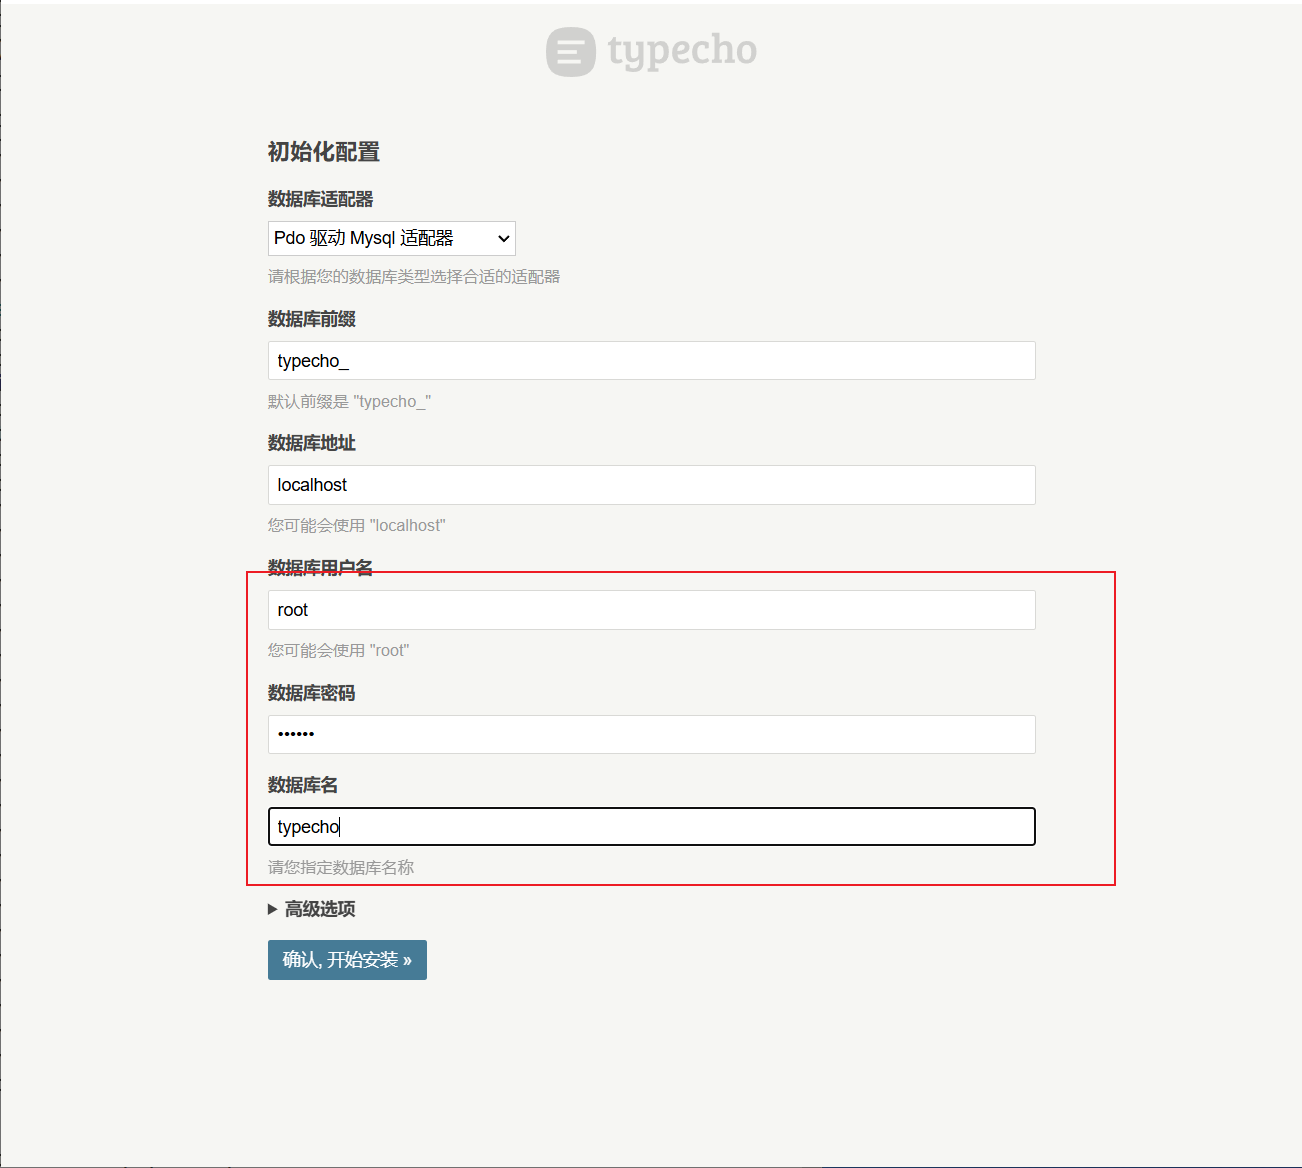 typecho
初始化配置
数据库适配器
Pdo 驱动 Mysql 适配器
请根据您的数据库类型选择合适的适配器
数据库前缀
typecho_
默认前缀是 "typecho_"
数据库地址
localhost
您可能会使用 "localhost"
数据库用户名
root
您可能会使用 "root"
数据库密码
••••••
数据库名
typecho
请您指定数据库名称
高级选项
确认, 开始安装 »